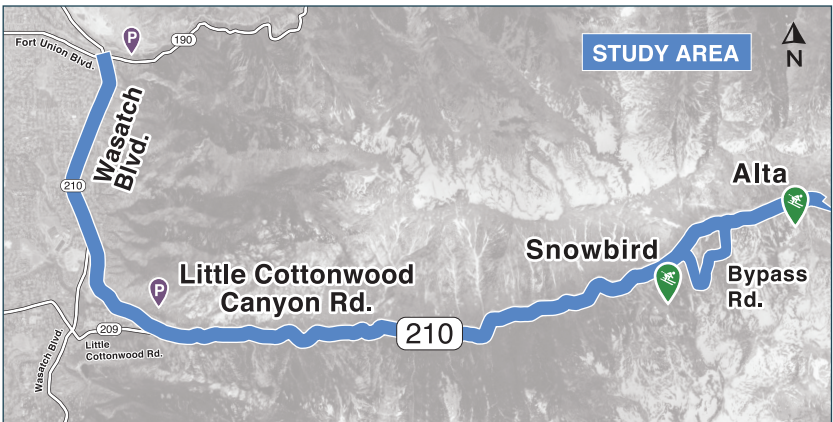 P
190
Fort Union Blvd.
STUDY AREA
N
Wasatch
Blvd.
210
Alta
Snowbird
Bypass
Rd.
P
Little Cottonwood
Canyon Rd.
210
209
Little
Cottonwood Rd.
Wasatch Blvd.